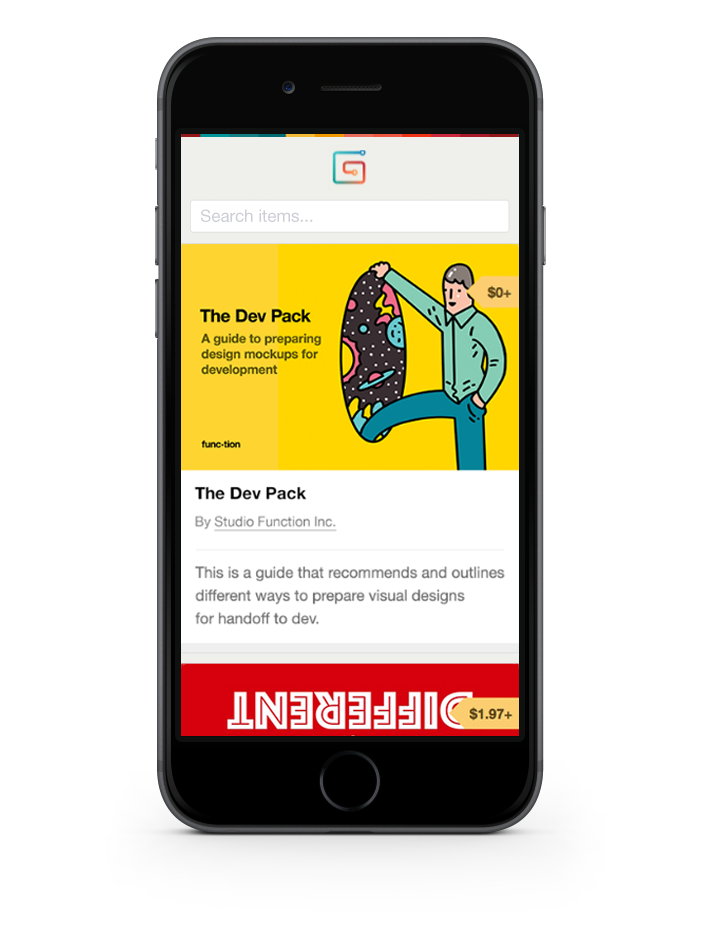 Search items...
$0+
The Dev Pack
A guide to preparing
design mockups for
development
func·tion
The Dev Pack
By Studio Function Inc.
This is a guide that recommends and outlines
different ways to prepare visual designs
for handoff to dev.
DIFFERENT
$1.97+